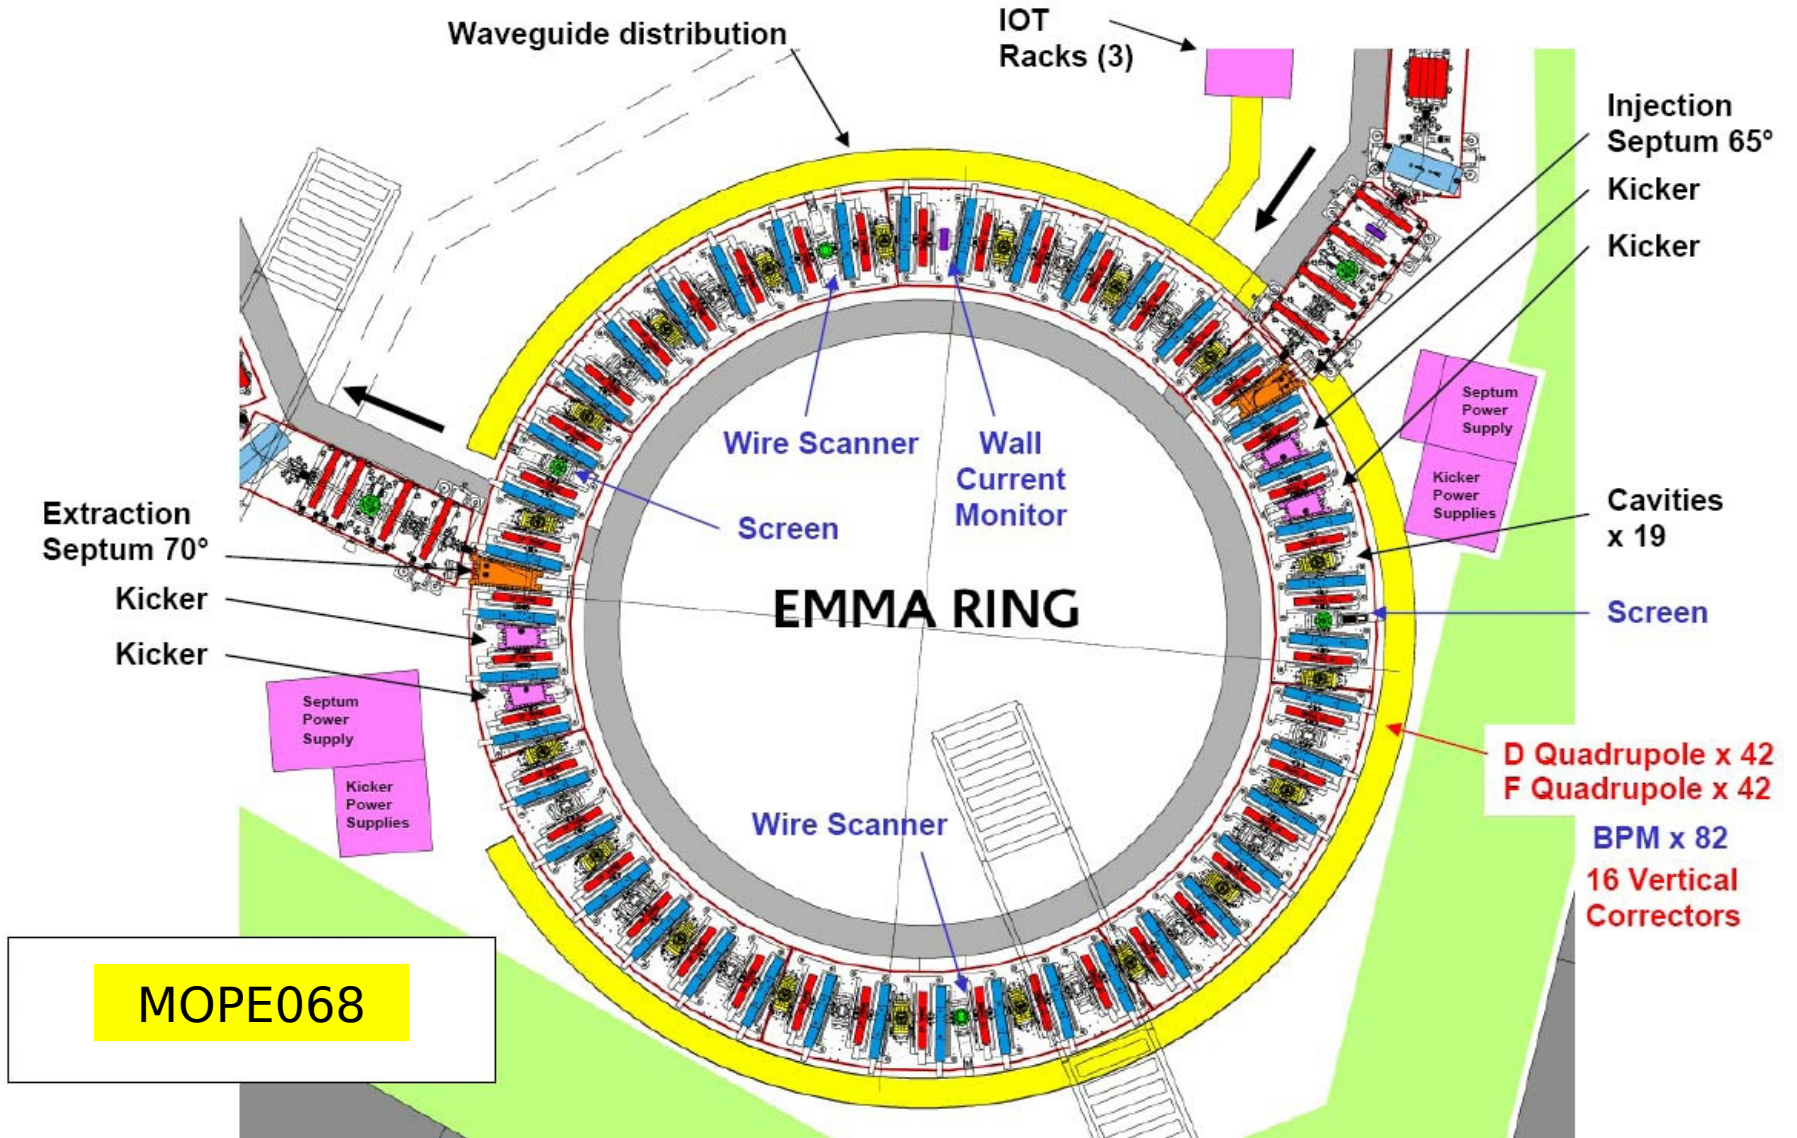 Waveguide distribution
IOT
Racks (3)
Injection
Septum 65º
Kicker
Kicker
Septum
Power
Supply
Kicker
Power
Supplies
Wire Scanner
Wall
Current
Monitor
Screen
Cavities
x 19
Extraction
Septum 70º
Kicker
Kicker
EMMA RING
Screen
Septum
Power
Supply
Kicker
Power
Supplies
D Quadrupole x 42
F Quadrupole x 42
BPM x 82
16 Vertical
Correctors
Wire Scanner
MOPE068